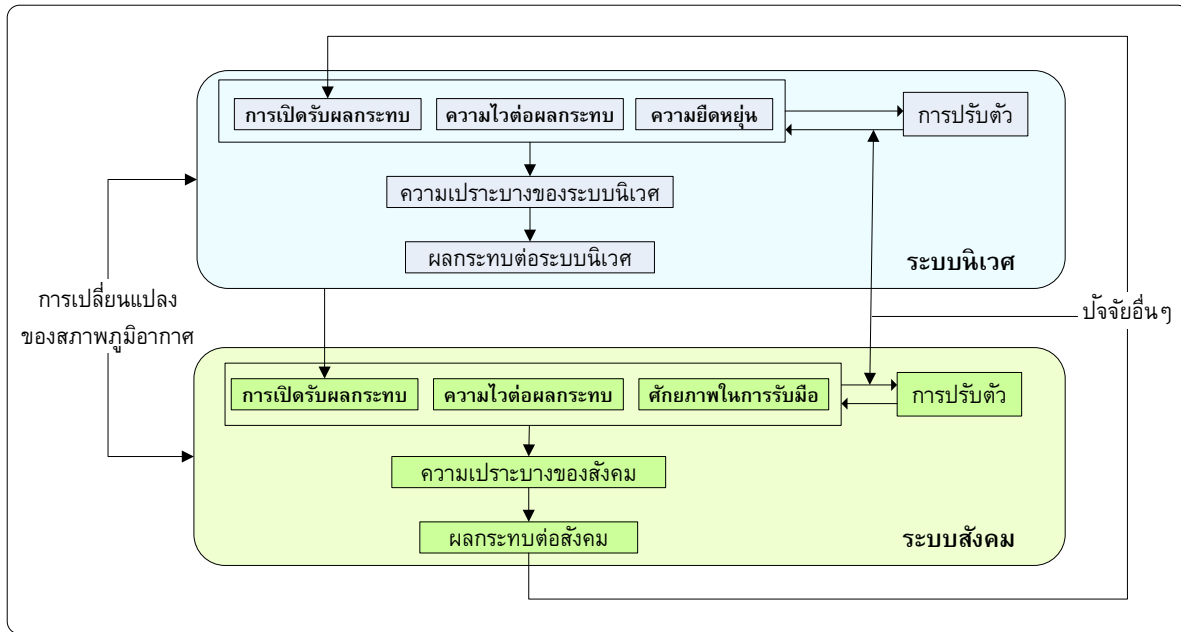 การเปิดรับผลกระทบ ความไวต่อผลกระทบ ความยืดหยุ่น การปรับตัว
ความเปราะบางของระบบนิเวศ
ผลกระทบต่อระบบนิเวศ
ระบบนิเวศ
การเปลี่ยนแปลง
ของสภาพภูมิอากาศ
ปัจจัยอื่นๆ
การเปิดรับผลกระทบ ความไวต่อผลกระทบ ศักยภาพในการรับมือ การปรับตัว
ความเปราะบางของสังคม
ผลกระทบต่อสังคม
ระบบสังคม